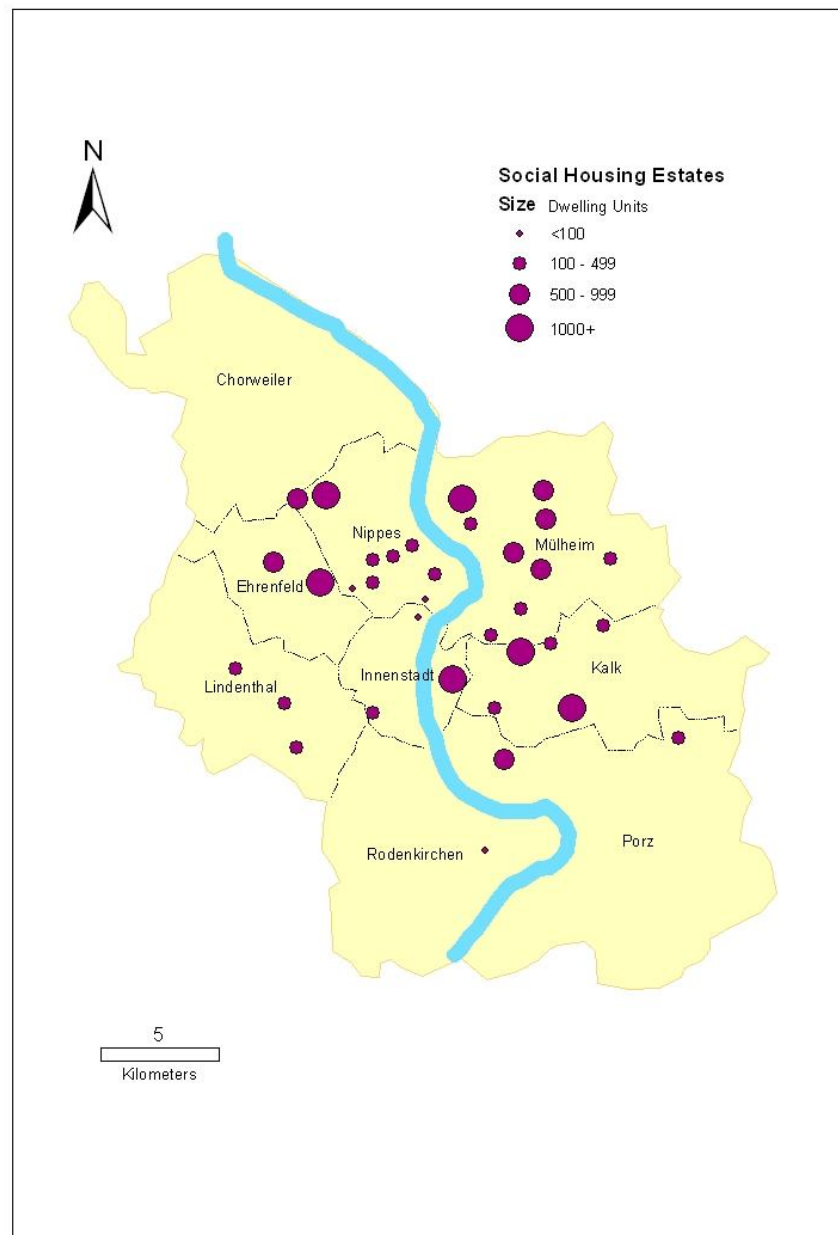 N
Social Housing Estates
Size Dwelling Units
<100
100 - 499
500 - 999
1000+
Chorweiler
Nippes
Mülheim
Ehrenfeld
Kalk
Innenstadt
Lindenthal
Porz
Rodenkirchen
5
Kilometers